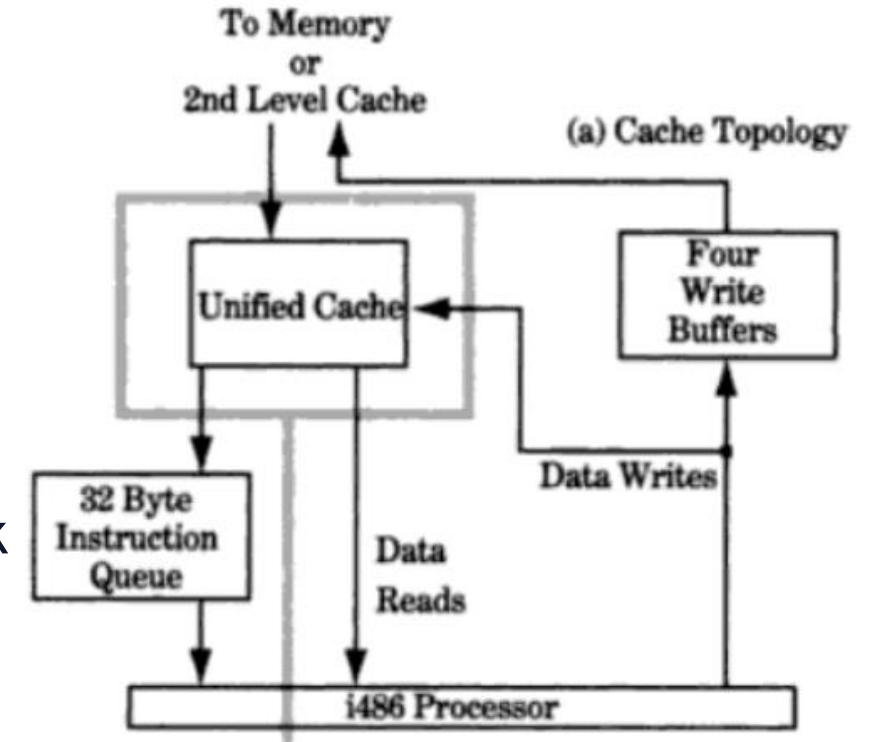 To Memory
or
2nd Level Cache
(a) Cache Topology
Unified Cache
Four
Write
Buffers
Data Writes
32 Byte
Instruction
Queue
Data
Reads
i486 Processor